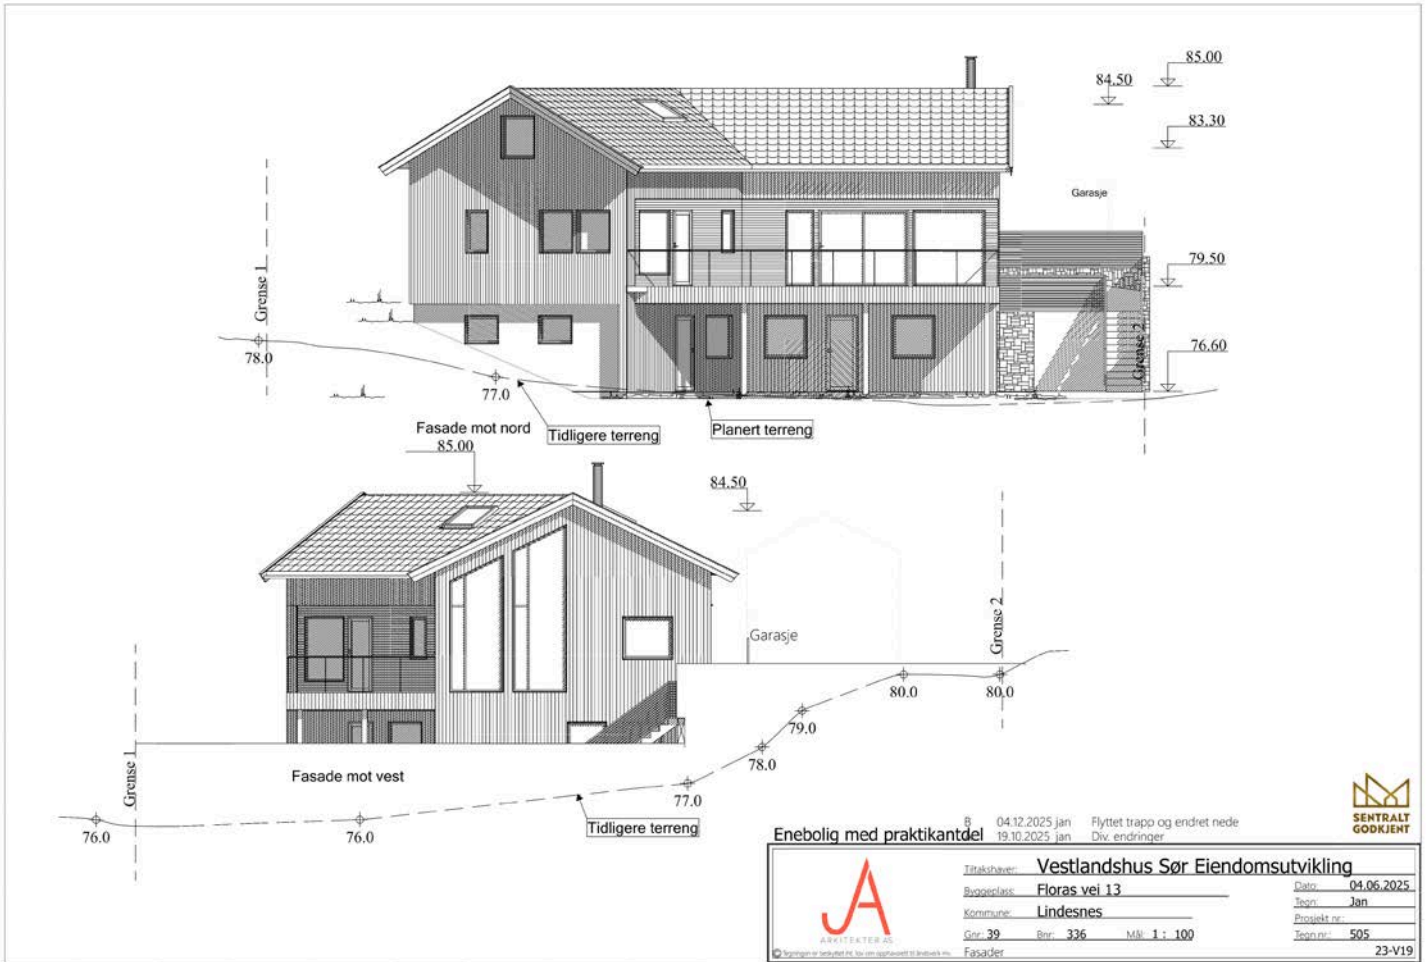 85.00
84.50
83.30
Garasje
79.50
Grense 1
78.0
76.60
Grense 2
77.0
Fasade mot nord
Tidligere terreng
Planert terreng
85.00
84.50
Garasje
Grense 2
80.0
80.0
79.0
78.0
77.0
Grense 1
Fasade mot vest
76.0
76.0
Tidligere terreng
SENTRALT
GODKJENT
B 04.12.2025 jan Flyttet trapp og endret nede
Enebolig med praktikantdel 19.10.2025 jan Div. endringer
Tiltakshaver: Vestlandshus Sør Eiendomsutvikling
Byggeplass: Floras vei 13
Dato: 04.06.2025
Kommune: Lindesnes
Tegn: Jan
Prosjekt nr.:
Gnr: 39 Bnr: 336 Mål: 1 : 100
Tegn nr.: 505
JA
ARKITEKTER AS
Fasader
23-V19